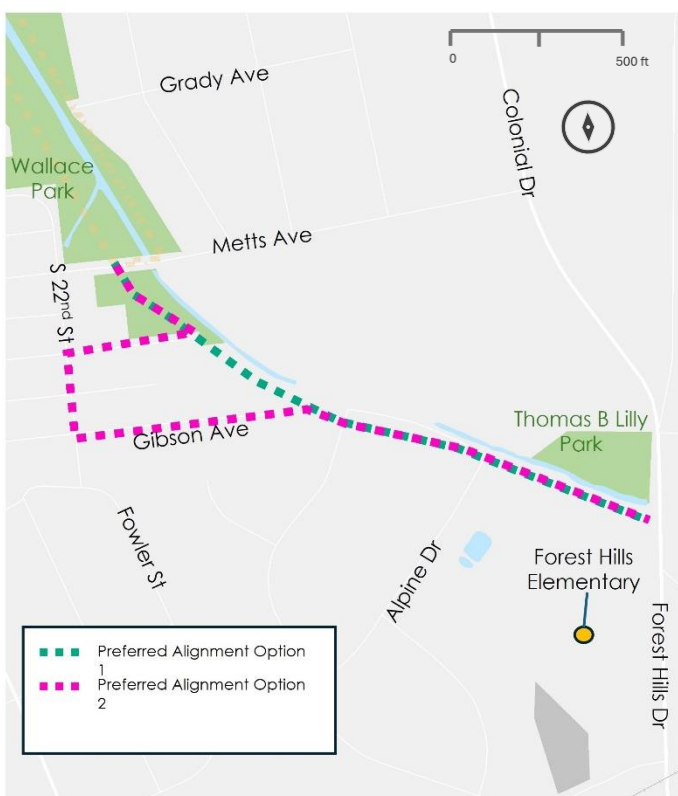 0
500 ft
Grady Ave
Colonial Dr
Wallace
Park
Metts Ave
S 22nd St
Gibson Ave
Thomas B Lilly
Park
Fowler St
Alpine Dr
Forest Hills
Elementary
Forest Hills Dr
Preferred Alignment Option
1
Preferred Alignment Option
2